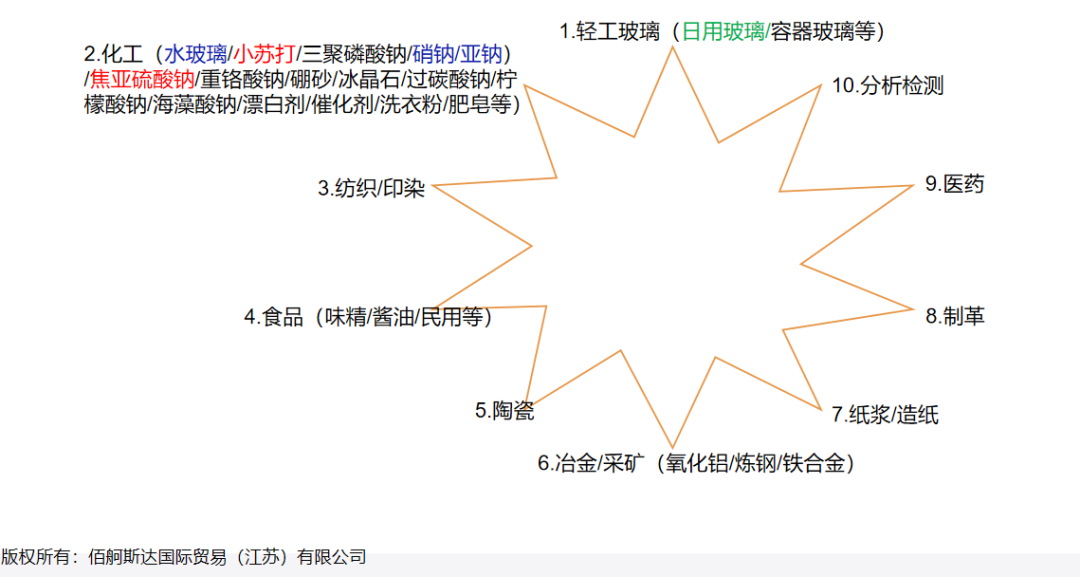 1.轻工玻璃（日用玻璃/容器玻璃等）
2.化工（水玻璃/小苏打/三聚磷酸钠/硝钠/亚钠）
/焦亚硫酸钠/重铬酸钠/硼砂/冰晶石/过碳酸钠/柠
檬酸钠/海藻酸钠/漂白剂/催化剂/洗衣粉/肥皂等）
10.分析检测
3.纺织/印染
9.医药
4.食品（味精/酱油/民用等）
8.制革
5.陶瓷
7.纸浆/造纸
6.冶金/采矿（氧化铝/炼钢/铁合金）
版权所有：佰舸斯达国际贸易（江苏）有限公司